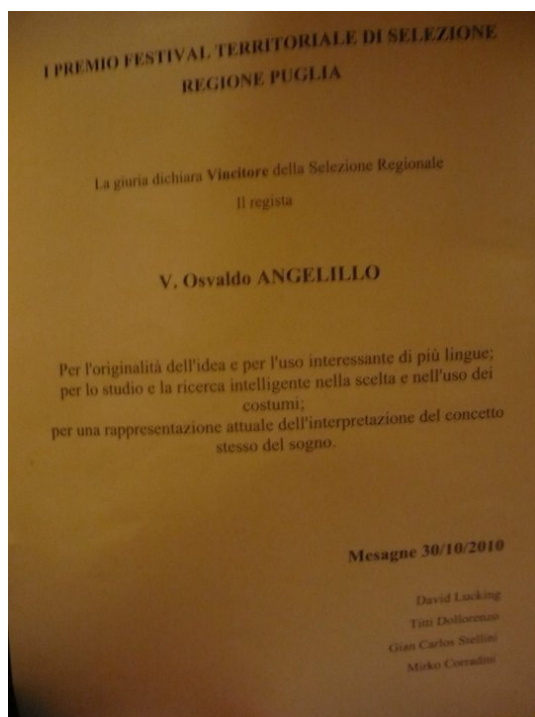 I PREMIO FESTIVAL TERRITORIALE DI SELEZIONE
REGIONE PUGLIA
La giuria dichiara Vincitore della Selezione Regionale
Il regista
V. Osvaldo ANGELILLO
Per l'originalità dell'idea e per l'uso interessante di più lingue;
per lo studio e la ricerca intelligente nella scelta e nell'uso dei
costumi;
per una rappresentazione attuale dell'interpretazione del concetto
stesso del sogno.
Mesagne 30/10/2010
David Lucking
Titti Dollorenzo
Gian Carlos Stellini
Mirko Corradini